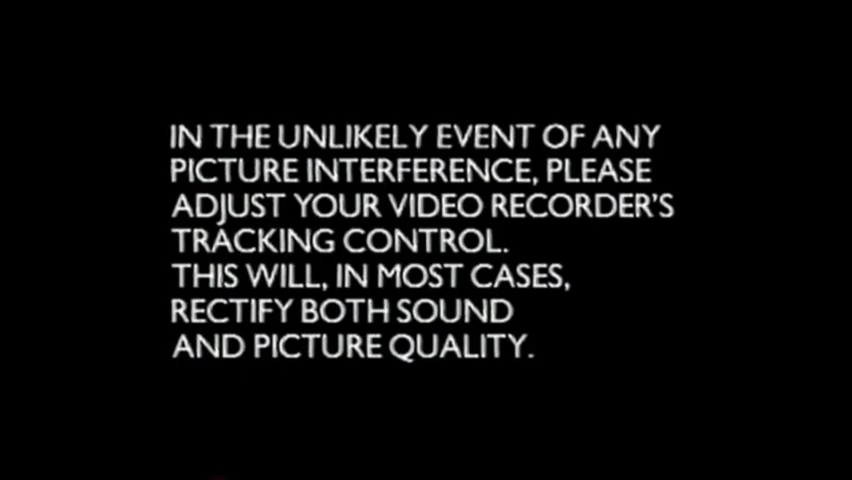 IN THE UNLIKELY EVENT OF ANY
PICTURE INTERFERENCE, PLEASE
ADJUST YOUR VIDEO RECORDER'S
TRACKING CONTROL.
THIS WILL, IN MOST CASES,
RECTIFY BOTH SOUND
AND PICTURE QUALITY.